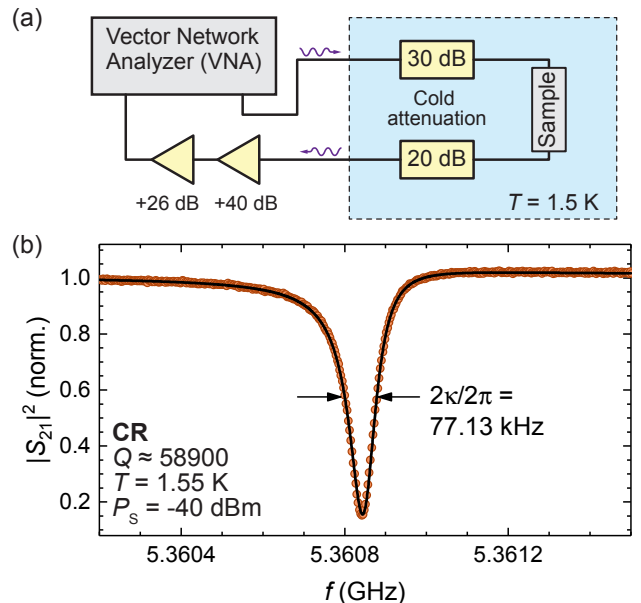 (a)
Vector Network
Analyzer (VNA)
30 dB
Cold
attenuation
Sample
20 dB
+26 dB
+40 dB
T = 1.5 K
(b)
|S21|² (norm.)
1.0
0.8
0.6
0.4
0.2
2κ/2π =
77.13 kHz
CR
Q ≈ 58900
T = 1.55 K
PS = -40 dBm
5.3604
5.3608
5.3612
f (GHz)